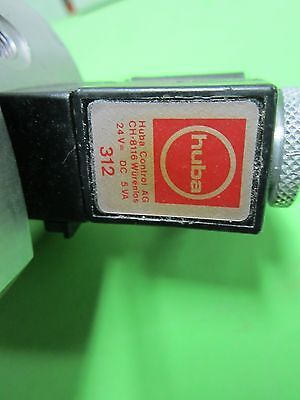 huba
Huba Control AG
CH-8116 Würenlos
24V= DC 5VA
312